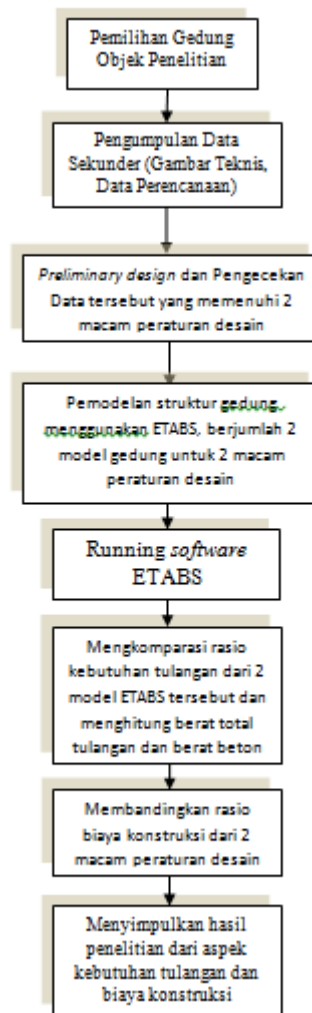 Pemilihan Gedung
Objek Penelitian
Pengumpulan Data
Sekunder (Gambar Teknis,
Data Perencanaan)
Preliminary design dan Pengecekan
Data tersebut yang memenuhi 2
macam peraturan desain
Pemodelan struktur gedung
menggunakan ETABS, berjumlah 2
model gedung untuk 2 macam
peraturan desain
Running software
ETABS
Mengkomparasi rasio
kebutuhan tulangan dari 2
model ETABS tersebut dan
menghitung berat total
tulangan dan berat beton
Membandingkan rasio
biaya konstruksi dari 2
macam peraturan desain
Menyimpulkan hasil
penelitian dari aspek
kebutuhan tulangan dan
biaya konstruksi